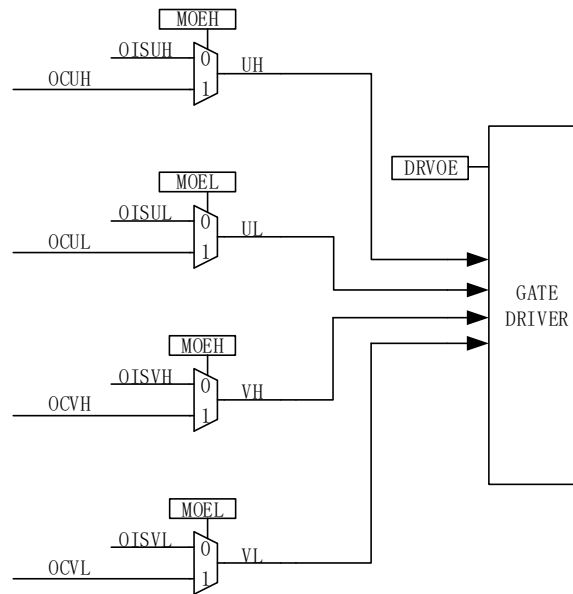 MOEH
OISUH
0
UH
OCUH
1
DRVOE
MOEL
OISUL
0
UL
OCUL
1
GATE
DRIVER
MOEH
OISVH
0
VH
OCVH
1
MOEL
OISVL
0
VL
OCVL
1